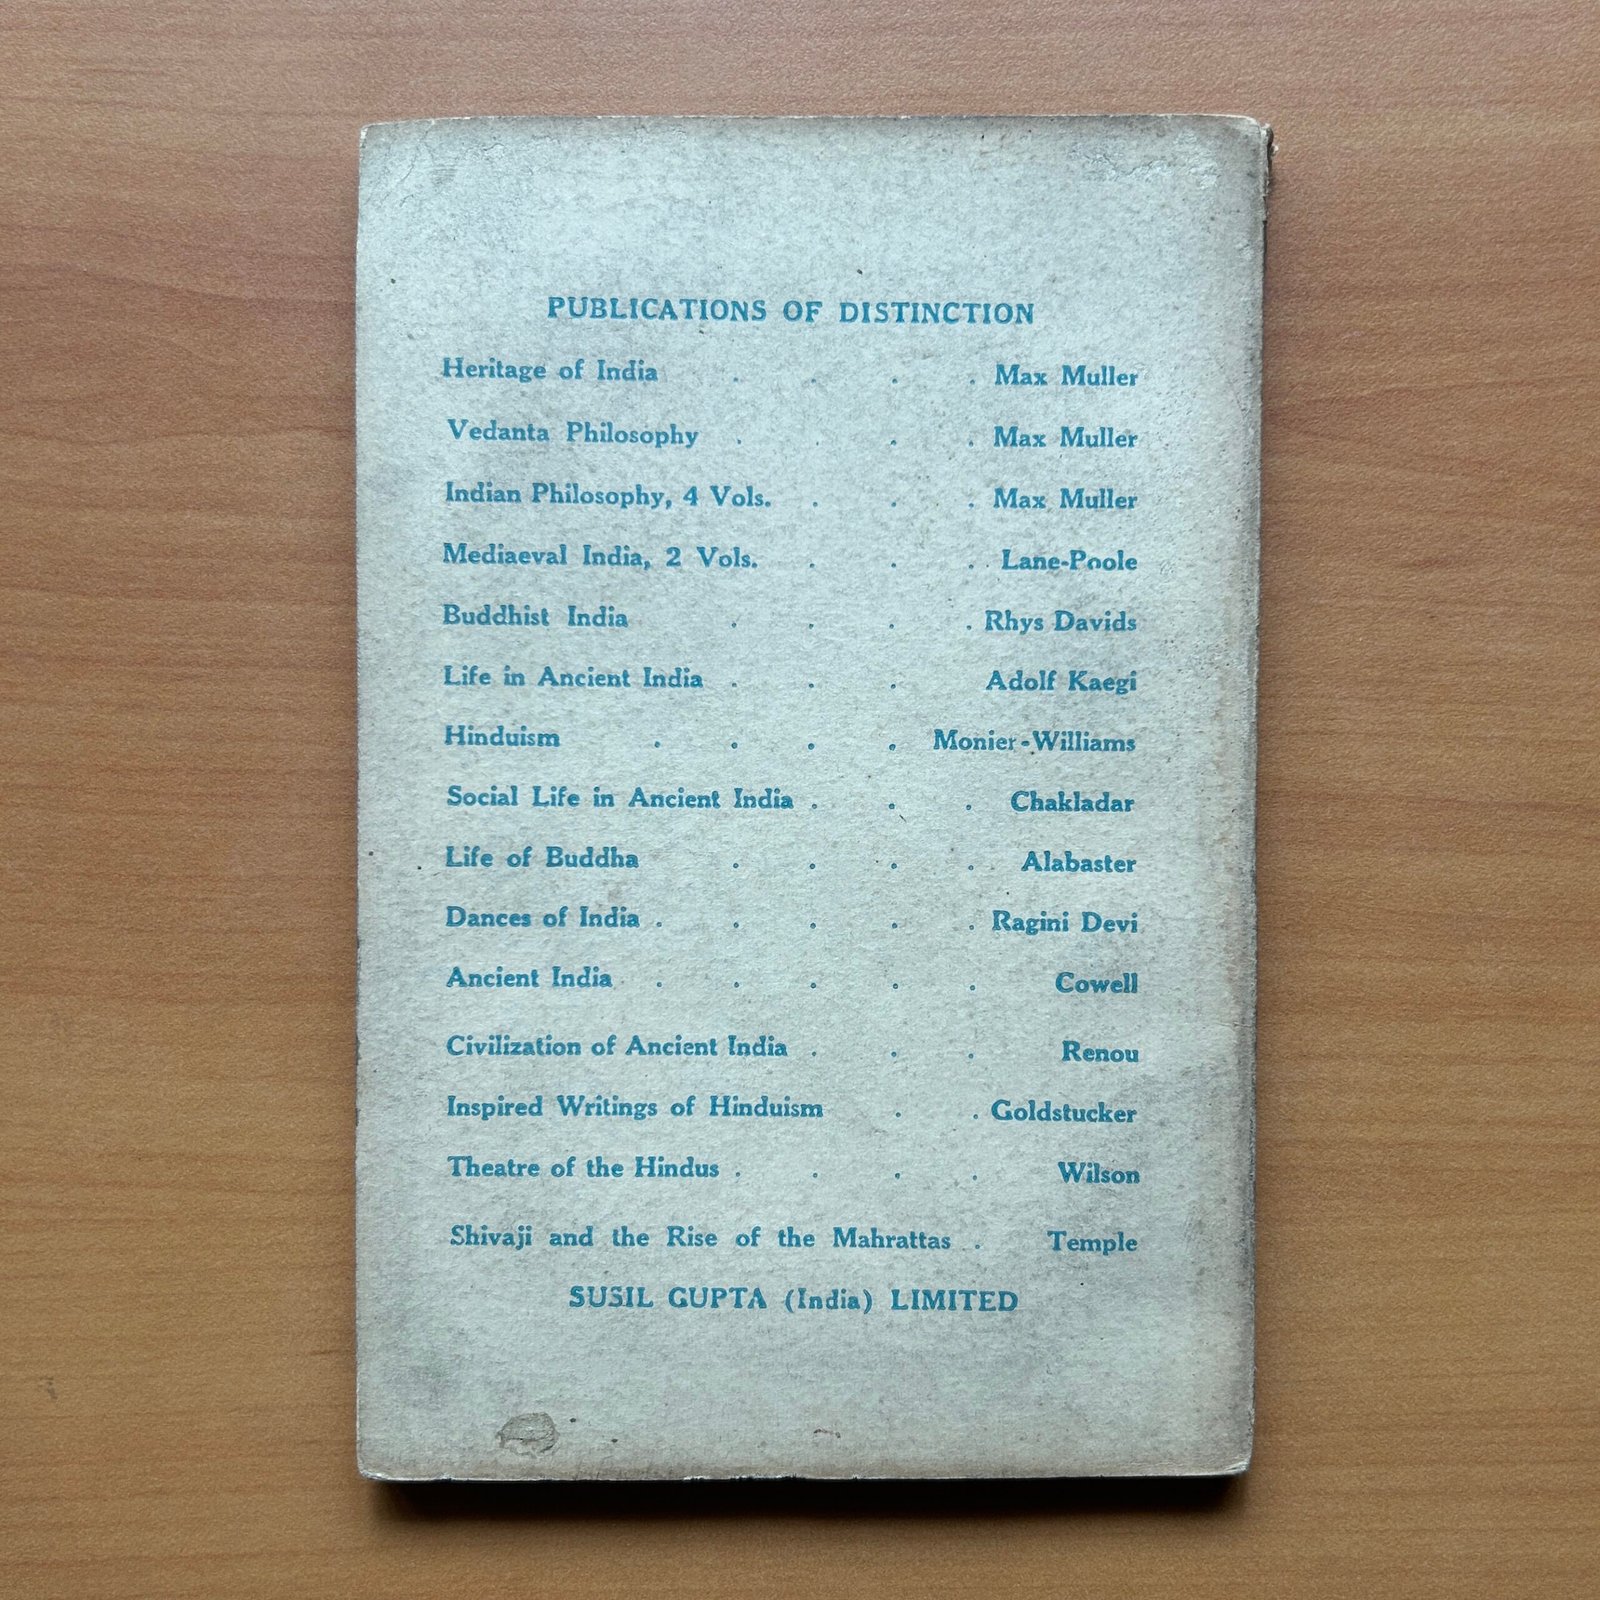 PUBLICATIONS OF DISTINCTION
Heritage of India . . . . Max Muller
Vedanta Philosophy . . . . Max Muller
Indian Philosophy, 4 Vols. . . . Max Muller
Mediaeval India, 2 Vols. . . . Lane-Poole
Buddhist India . . . . Rhys Davids
Life in Ancient India . . . Adolf Kaegi
Hinduism . . . . Monier-Williams
Social Life in Ancient India . . . Chakladar
Life of Buddha . . . . Alabaster
Dances of India . . . . . Ragini Devi
Ancient India . . . . . Cowell
Civilization of Ancient India . . . Renou
Inspired Writings of Hinduism . . Goldstucker
Theatre of the Hindus . . . . Wilson
Shivaji and the Rise of the Mahrattas . Temple
SUSIL GUPTA (India) LIMITED